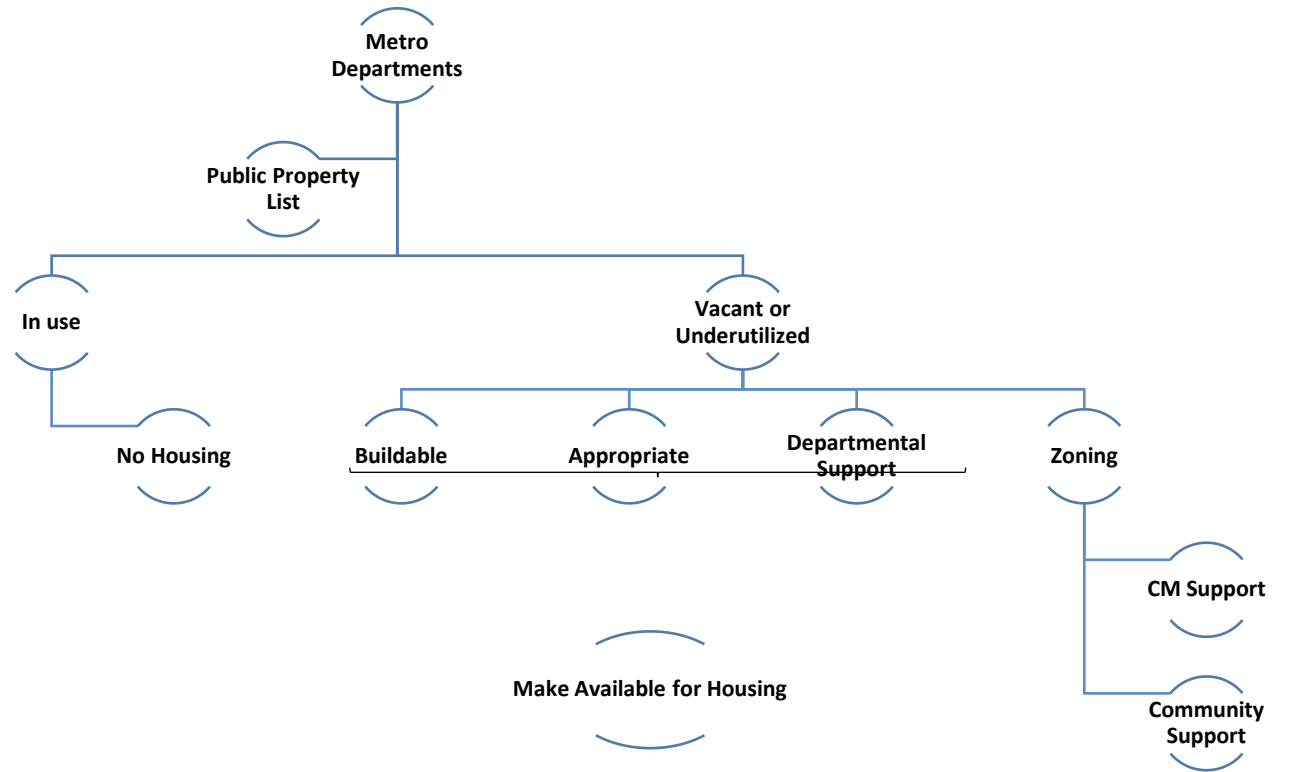 Metro
Departments
Public Property
List
In use
Vacant or
Underutilized
No Housing
Buildable
Appropriate
Departmental
Support
Zoning
CM Support
Make Available for Housing
Community
Support